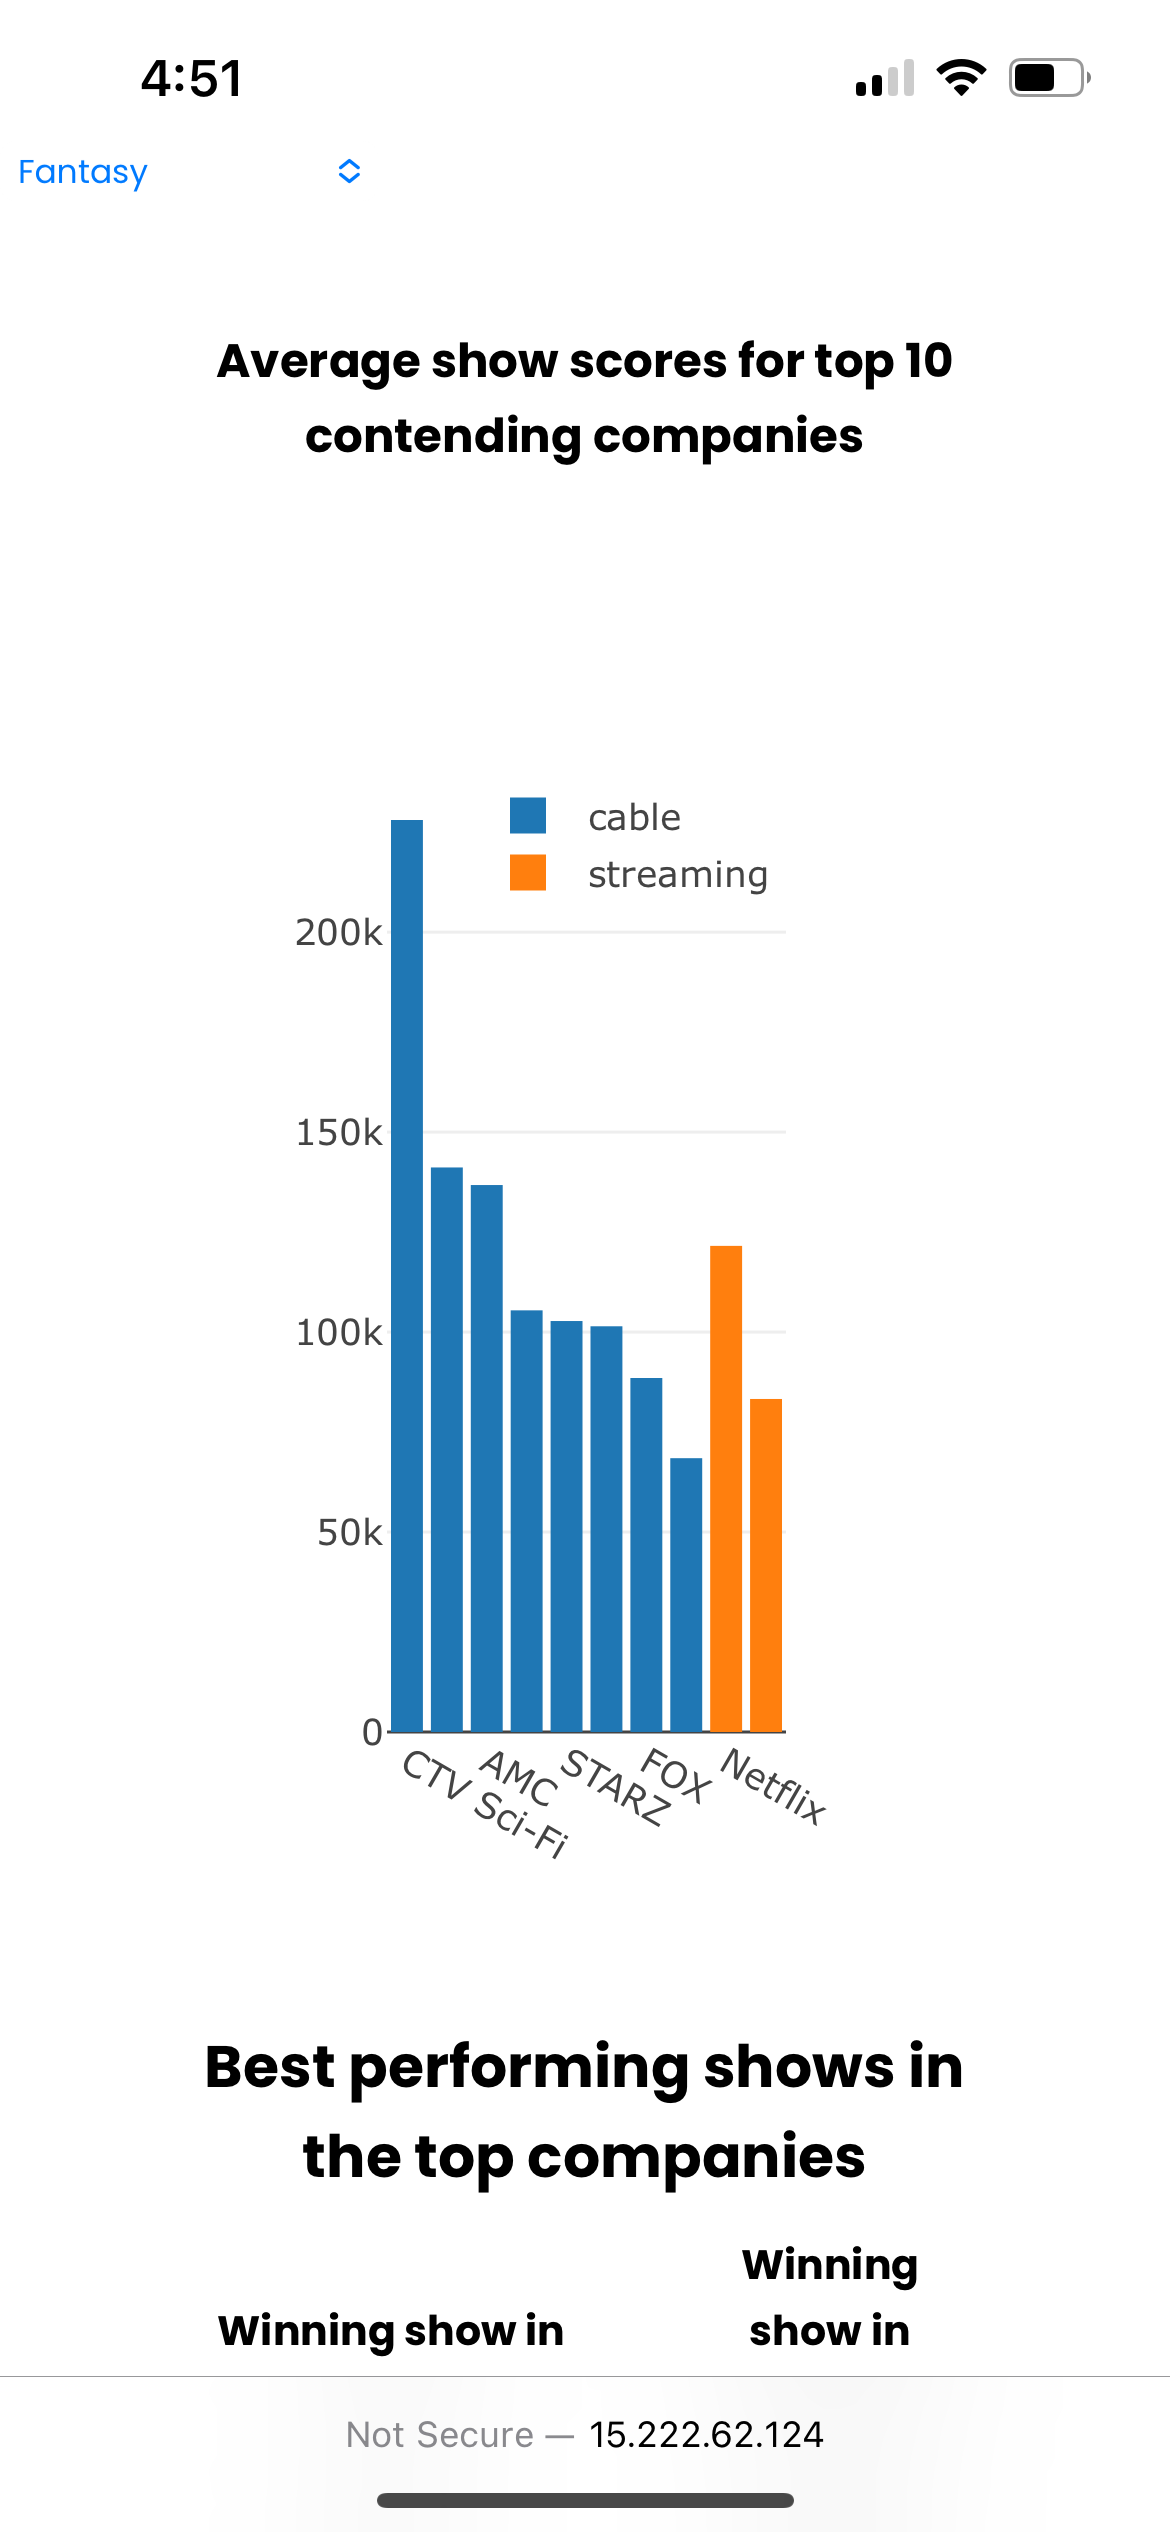 4:51
Fantasy
Average show scores for top 10
contending companies
cable
streaming
200k
150k
100k
50k
0
CTV Sci-Fi
AMC
STARZ
FOX
Netflix
Best performing shows in
the top companies
Winning show in
Winning
show in
Not Secure — 15.222.62.124